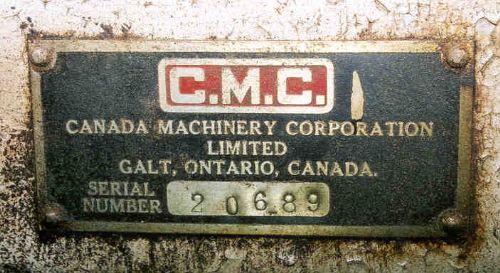 C.M.C.
CANADA MACHINERY CORPORATION
LIMITED
GALT, ONTARIO, CANADA.
SERIAL
NUMBER 20689